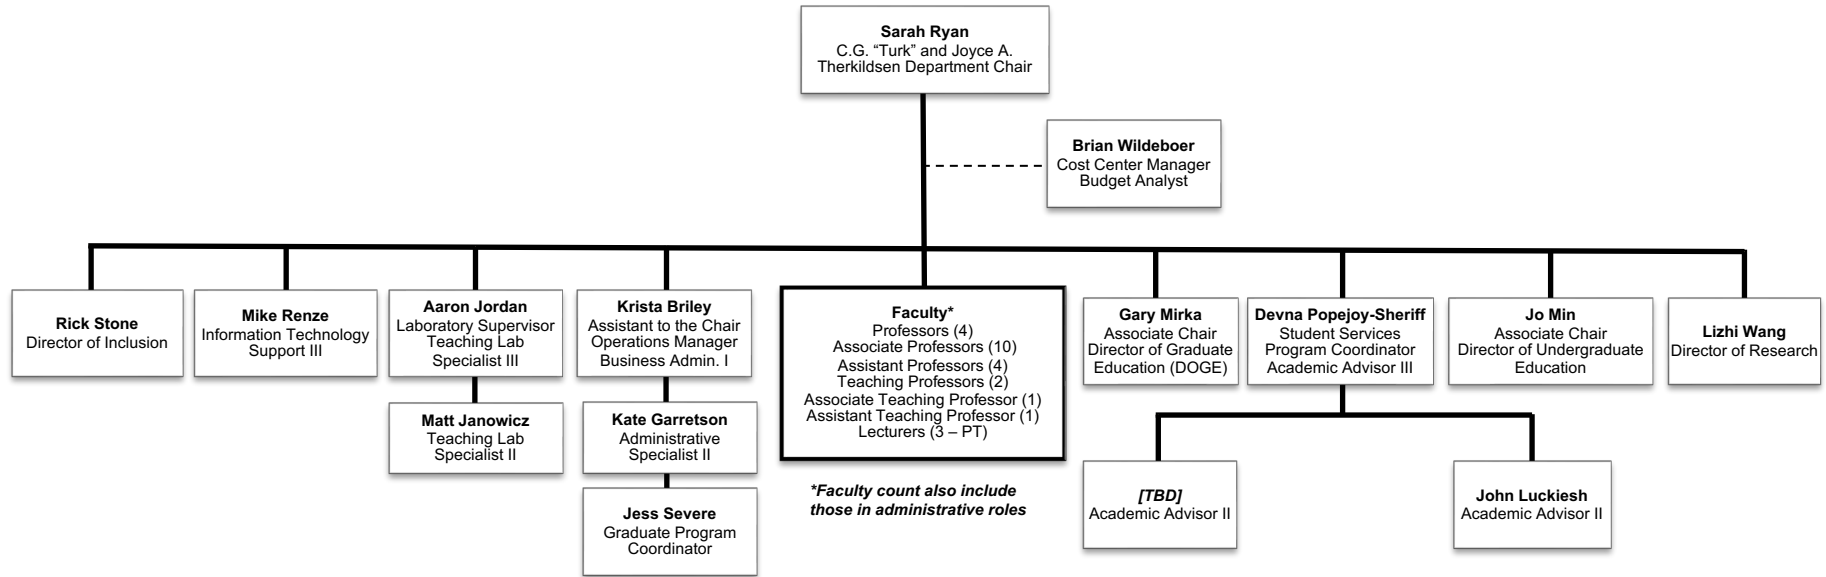 Sarah Ryan
C.G. “Turk” and Joyce A.
Therkildsen Department Chair
Brian Wildeboer
Cost Center Manager
Budget Analyst
Rick Stone
Director of Inclusion
Mike Renze
Information Technology
Support III
Aaron Jordan
Laboratory Supervisor
Teaching Lab
Specialist III
Krista Briley
Assistant to the Chair
Operations Manager
Business Admin. I
Faculty*
Professors (4)
Associate Professors (10)
Assistant Professors (4)
Teaching Professors (2)
Associate Teaching Professor (1)
Assistant Teaching Professor (1)
Lecturers (3 – PT)
Gary Mirka
Associate Chair
Director of Graduate
Education (DOGE)
Devna Popejoy-Sheriff
Student Services
Program Coordinator
Academic Advisor III
Jo Min
Associate Chair
Director of Undergraduate
Education
Lizhi Wang
Director of Research
Matt Janowicz
Teaching Lab
Specialist II
Kate Garretson
Administrative
Specialist II
Jess Severe
Graduate Program
Coordinator
*Faculty count also include
those in administrative roles
[TBD]
Academic Advisor II
John Luckiesh
Academic Advisor II